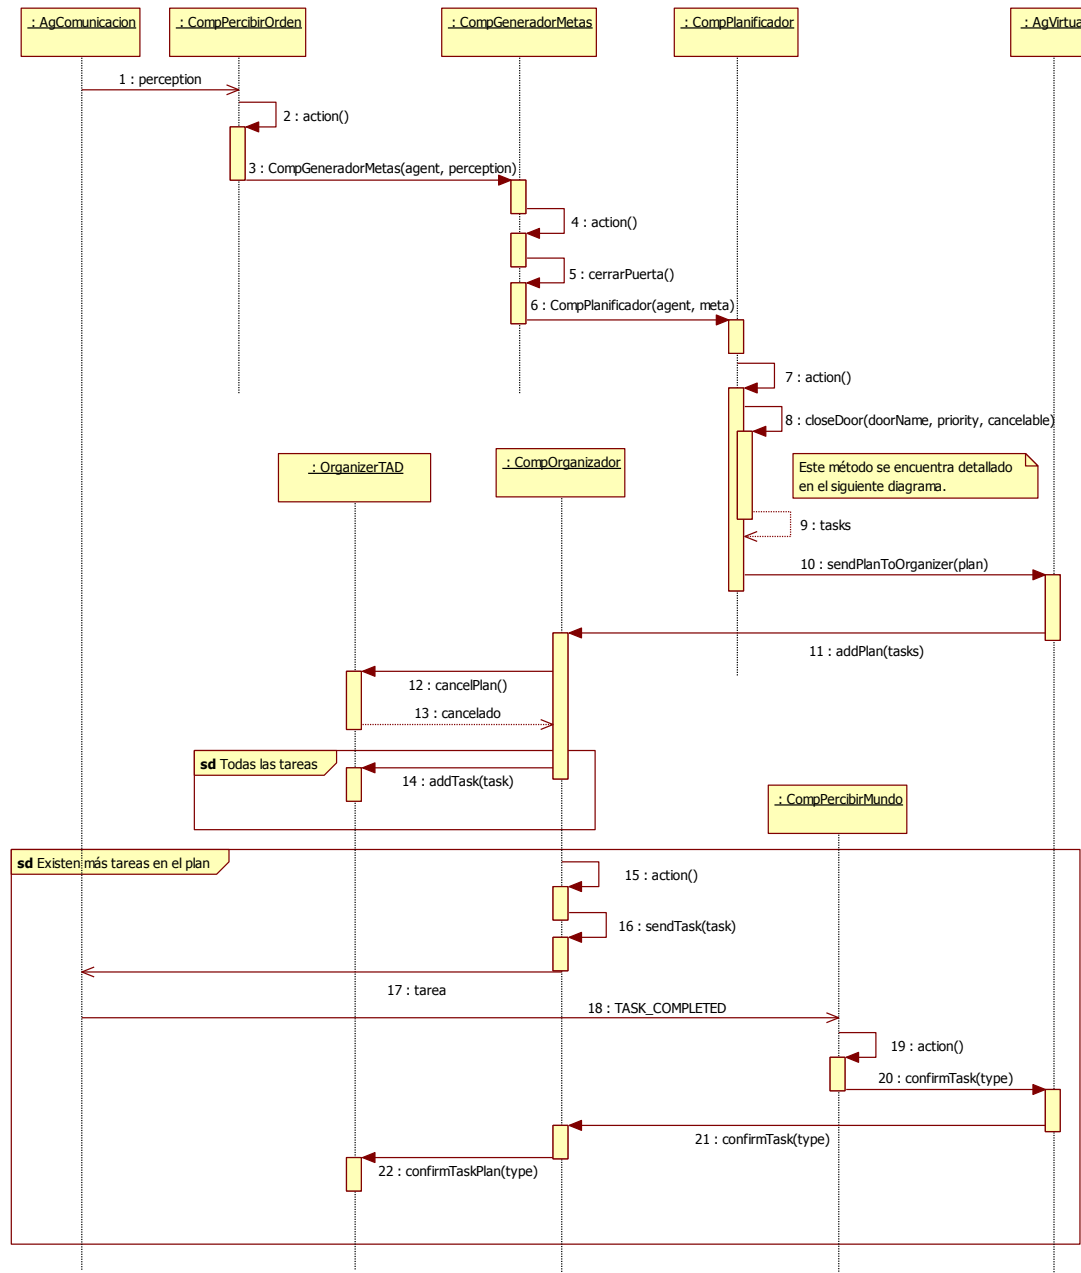 : AgComunicacion
: CompPercibirOrden
: CompGeneradorMetas
: CompPlanificador
: AgVirtua
1 : perception
2 : action()
3 : CompGeneradorMetas(agent, perception)
4 : action()
5 : cerrarPuerta()
6 : CompPlanificador(agent, meta)
7 : action()
8 : closeDoor(doorName, priority, cancelable)
: OrganizerTAD
: CompOrganizador
Este método se encuentra detallado
en el siguiente diagrama.
9 : tasks
10 : sendPlanToOrganizer(plan)
11 : addPlan(tasks)
12 : cancelPlan()
13 : cancelado
sd Todas las tareas
14 : addTask(task)
: CompPercibirMundo
sd Existen más tareas en el plan
15 : action()
16 : sendTask(task)
17 : tarea
18 : TASK_COMPLETED
19 : action()
20 : confirmTask(type)
21 : confirmTask(type)
22 : confirmTaskPlan(type)